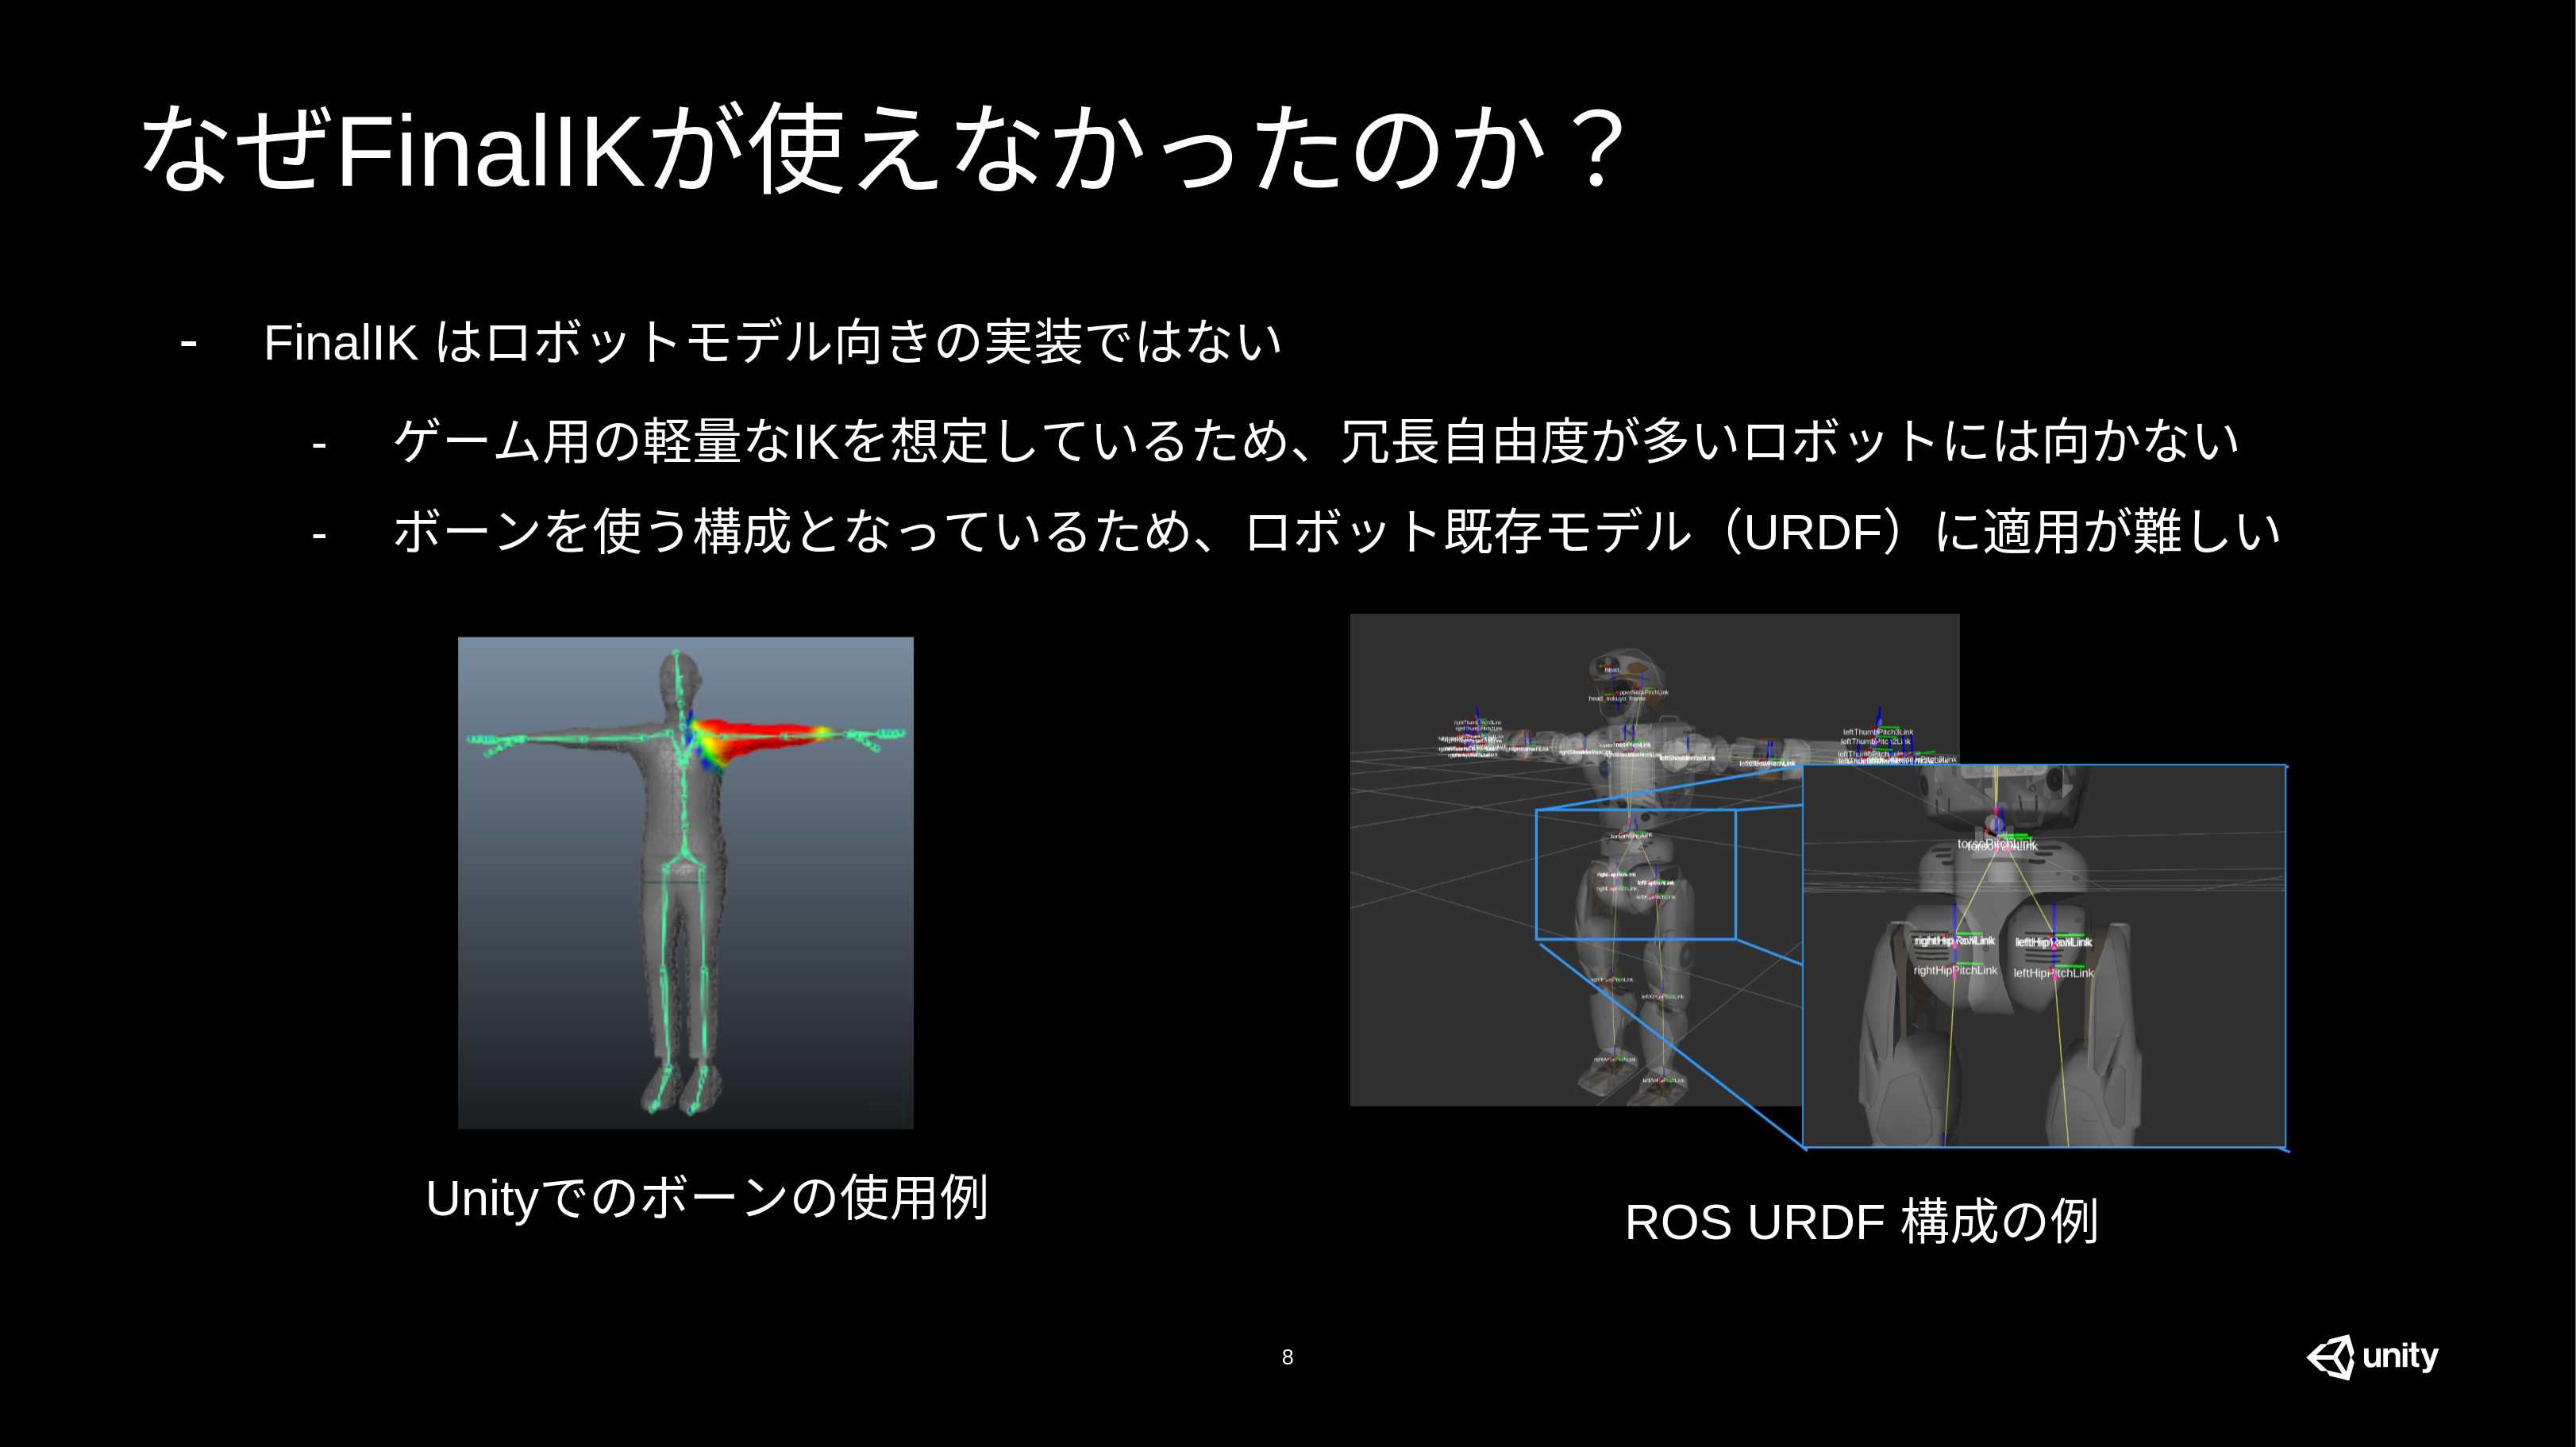 なぜFinalIKが使えなかったのか？
- FinalIK はロボットモデル向きの実装ではない
- ゲーム用の軽量なIKを想定しているため、冗長自由度が多いロボットには向かない
- ボーンを使う構成となっているため、ロボット既存モデル（URDF）に適用が難しい
head
leftThumbPitch3Link
torsoPitchLink
rightHipPitchLink
leftHipPitchLink
Unityでのボーンの使用例
ROS URDF 構成の例
8
unity